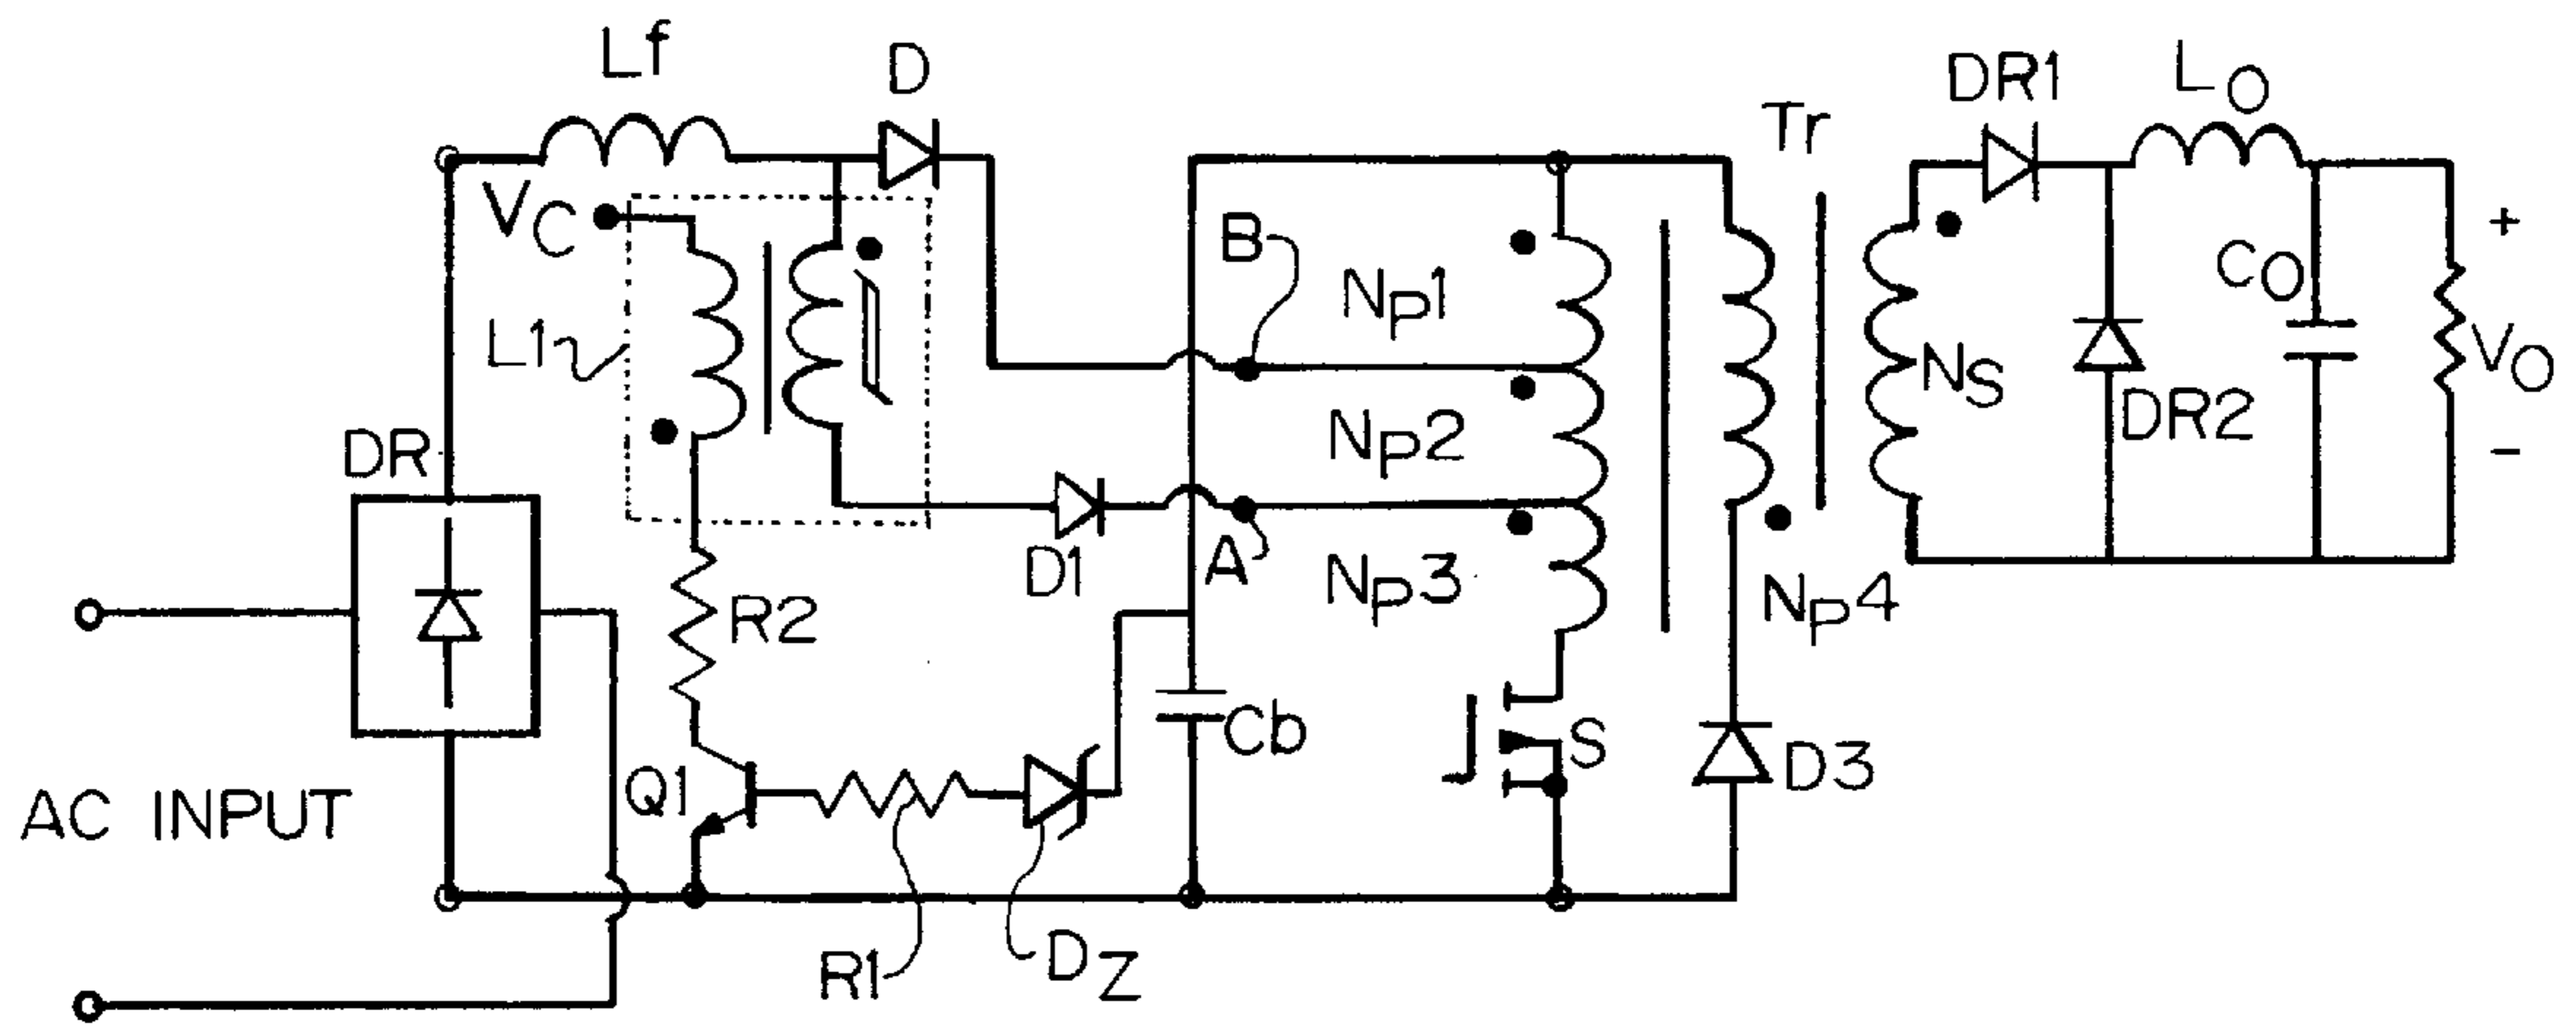 Lf
D
DR1
LO
Tr
VC
B
+
NP1
CO
L1
NS
VO
DR
NP2
DR2
-
D1
A
NP3
R2
NP4
Cb
S
D3
Q1
AC INPUT
R1
DZ